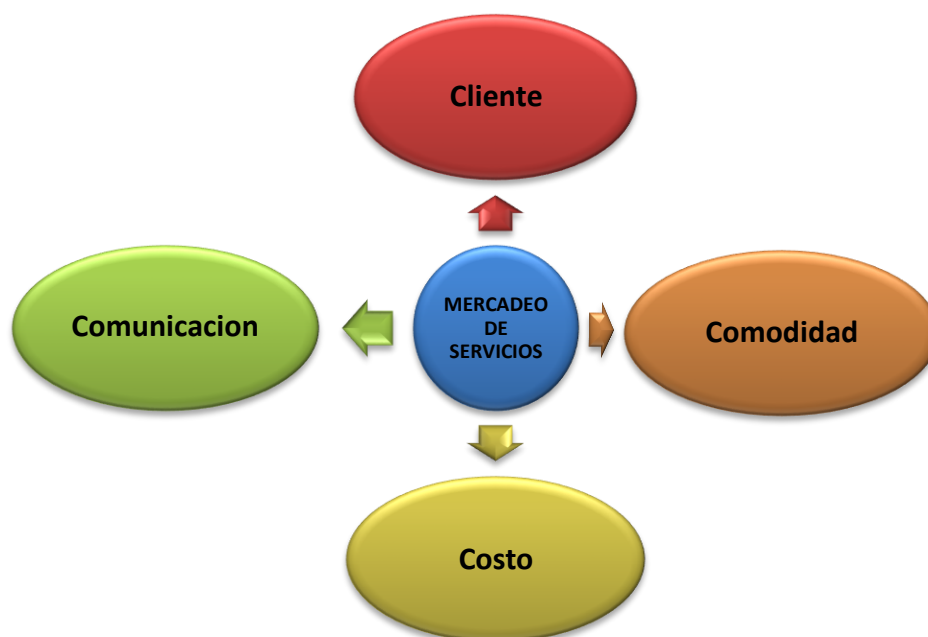 Cliente
Comunicacion
MERCADEO
DE
SERVICIOS
Comodidad
Costo